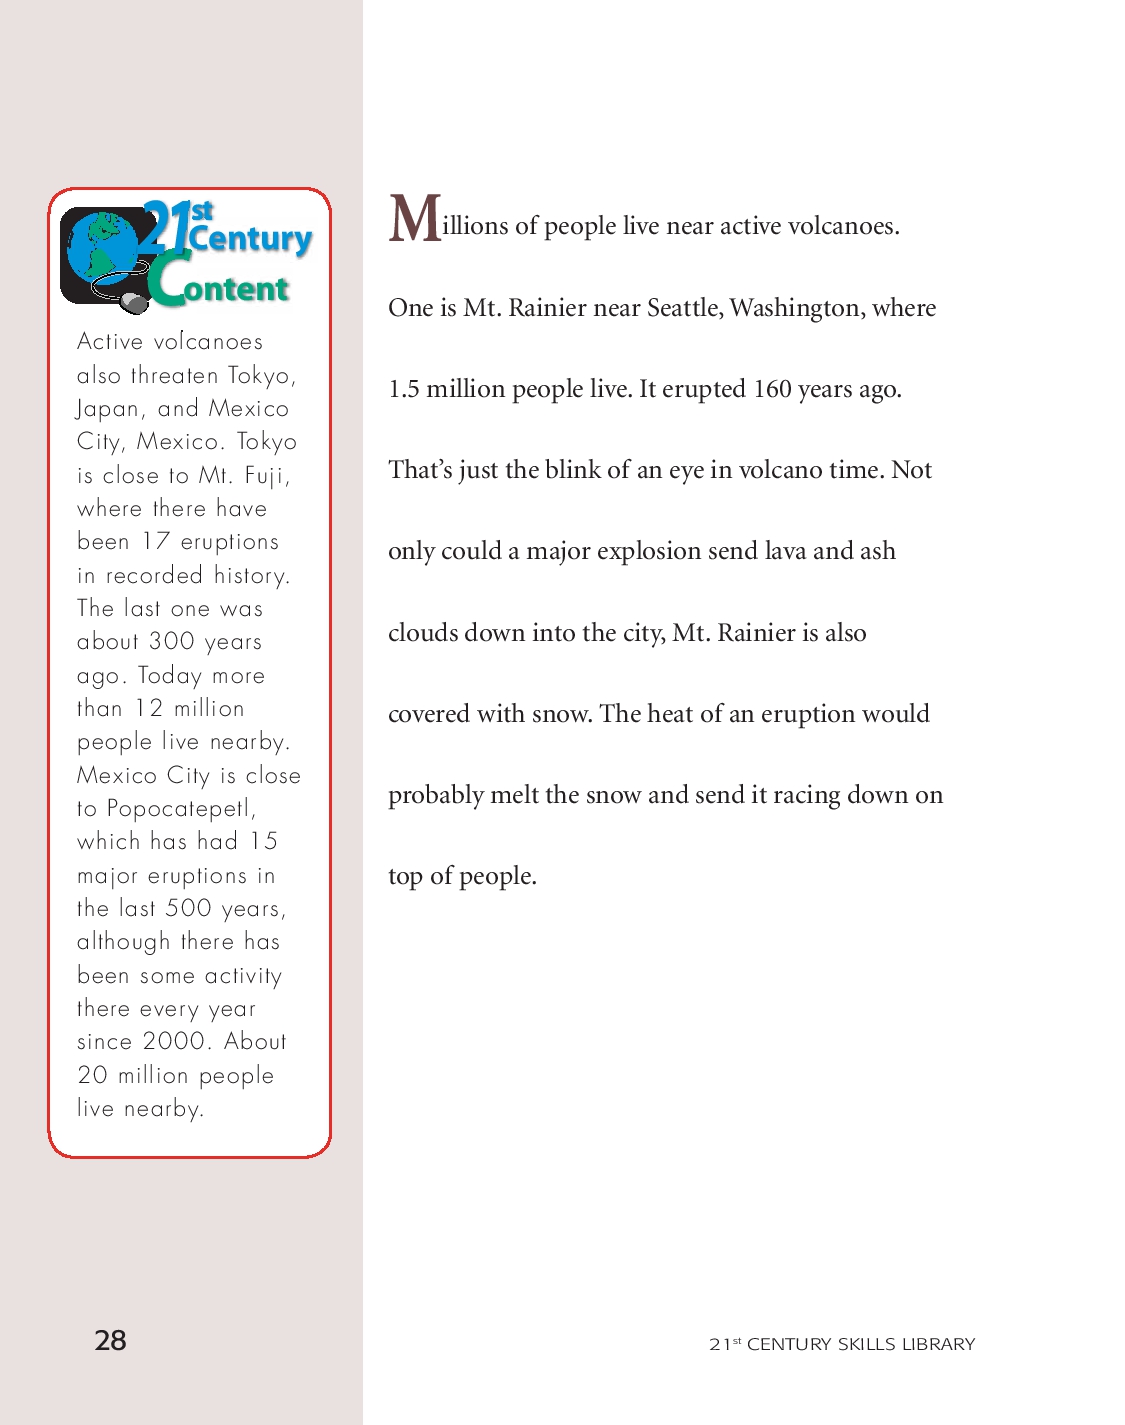 21st
Century
Content
Active volcanoes
also threaten Tokyo,
Japan, and Mexico
City, Mexico. Tokyo
is close to Mt. Fuji,
where there have
been 17 eruptions
in recorded history.
The last one was
about 300 years
ago. Today more
than 12 million
people live nearby.
Mexico City is close
to Popocatepetl,
which has had 15
major eruptions in
the last 500 years,
although there has
been some activity
there every year
since 2000. About
20 million people
live nearby.
Millions of people live near active volcanoes.
One is Mt. Rainier near Seattle, Washington, where
1.5 million people live. It erupted 160 years ago.
That’s just the blink of an eye in volcano time. Not
only could a major explosion send lava and ash
clouds down into the city, Mt. Rainier is also
covered with snow. The heat of an eruption would
probably melt the snow and send it racing down on
top of people.
28
21st CENTURY SKILLS LIBRARY